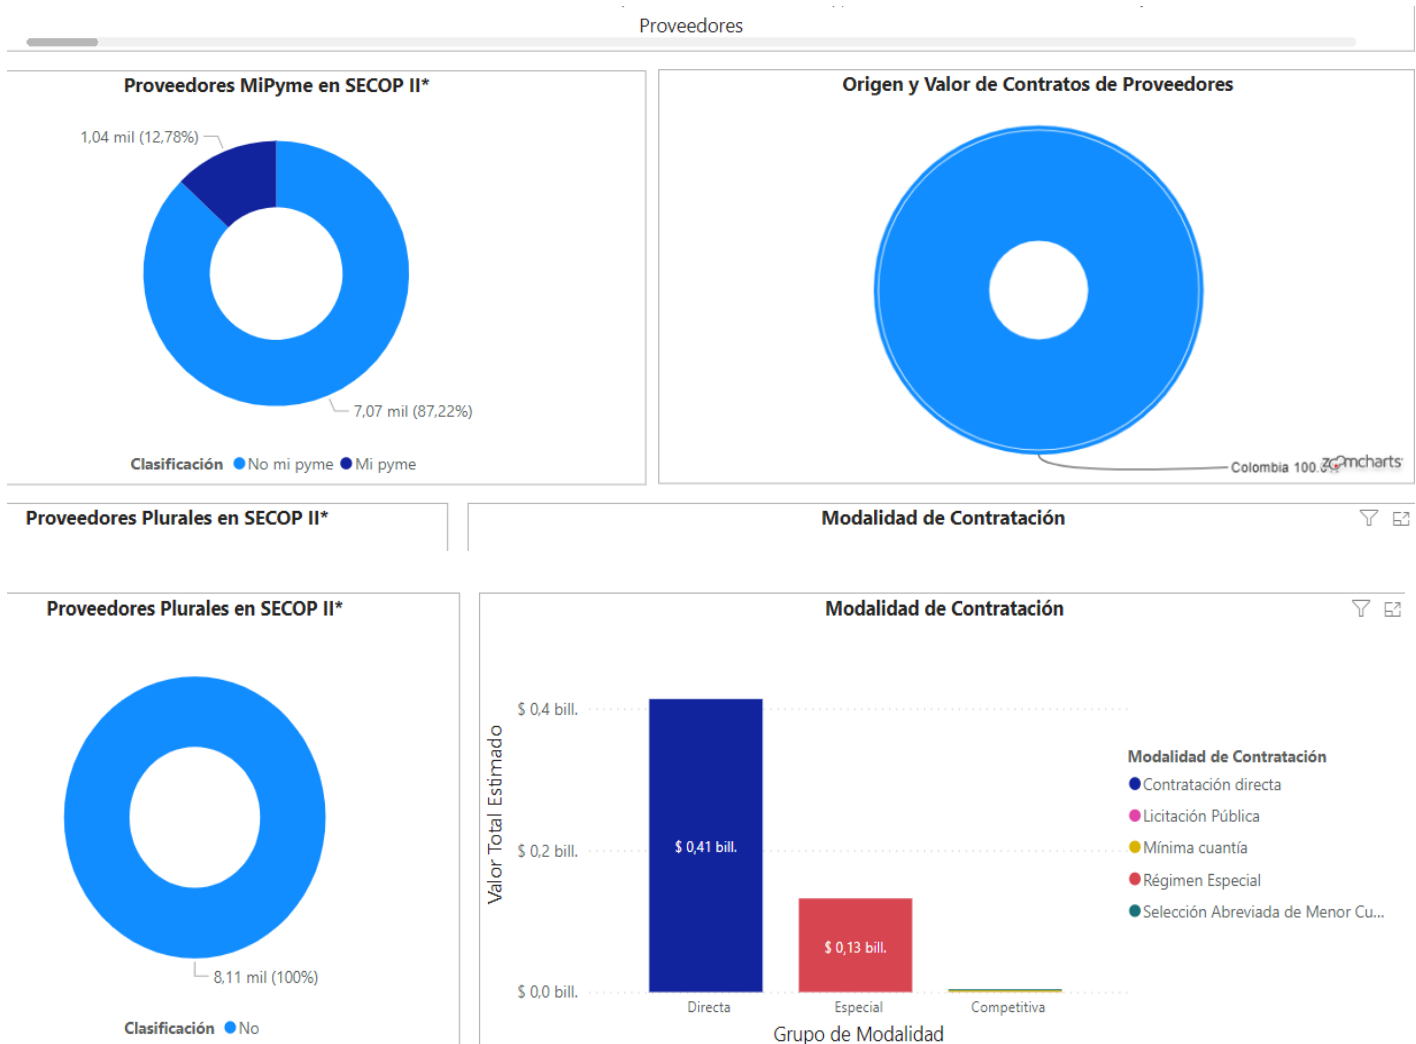 Proveedores
Proveedores MiPyme en SECOP II*
1,04 mil (12,78%)
7,07 mil (87,22%)
Clasificación No mi pyme Mi pyme
Origen y Valor de Contratos de Proveedores
Colombia
zoomcharts
Proveedores Plurales en SECOP II*
Modalidad de Contratación
Proveedores Plurales en SECOP II*
8,11 mil (100%)
Clasificación No
Modalidad de Contratación
Valor Total Estimado
$ 0,4 bill.
$ 0,2 bill.
$ 0,0 bill.
$ 0,41 bill.
$ 0,13 bill.
Directa Especial Competitiva
Grupo de Modalidad
Modalidad de Contratación
Contratación directa
Licitación Pública
Mínima cuantía
Régimen Especial
Selección Abreviada de Menor Cu...